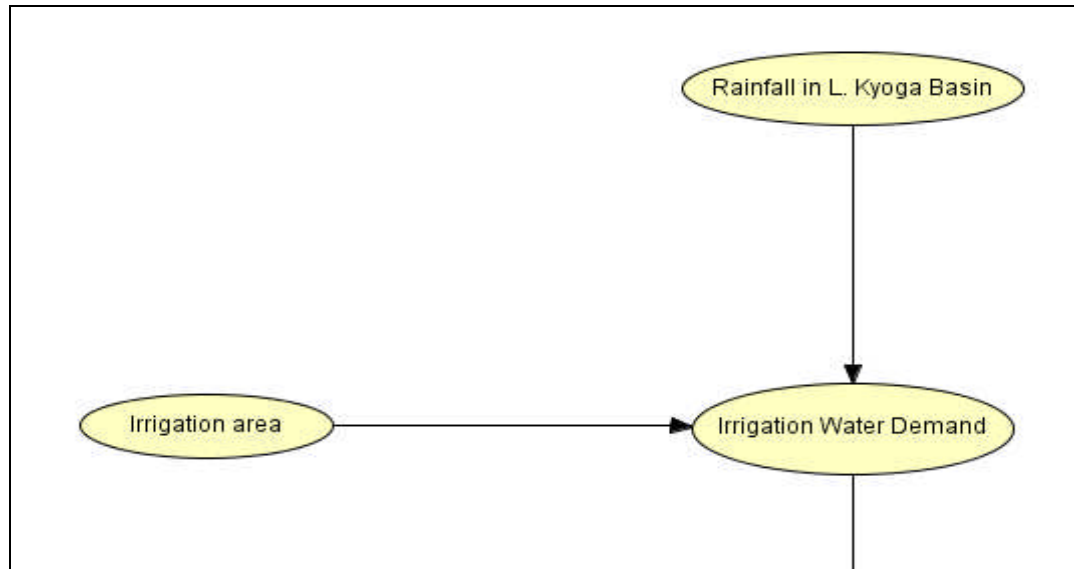 Rainfall in L. Kyoga Basin
Irrigation area
Irrigation Water Demand